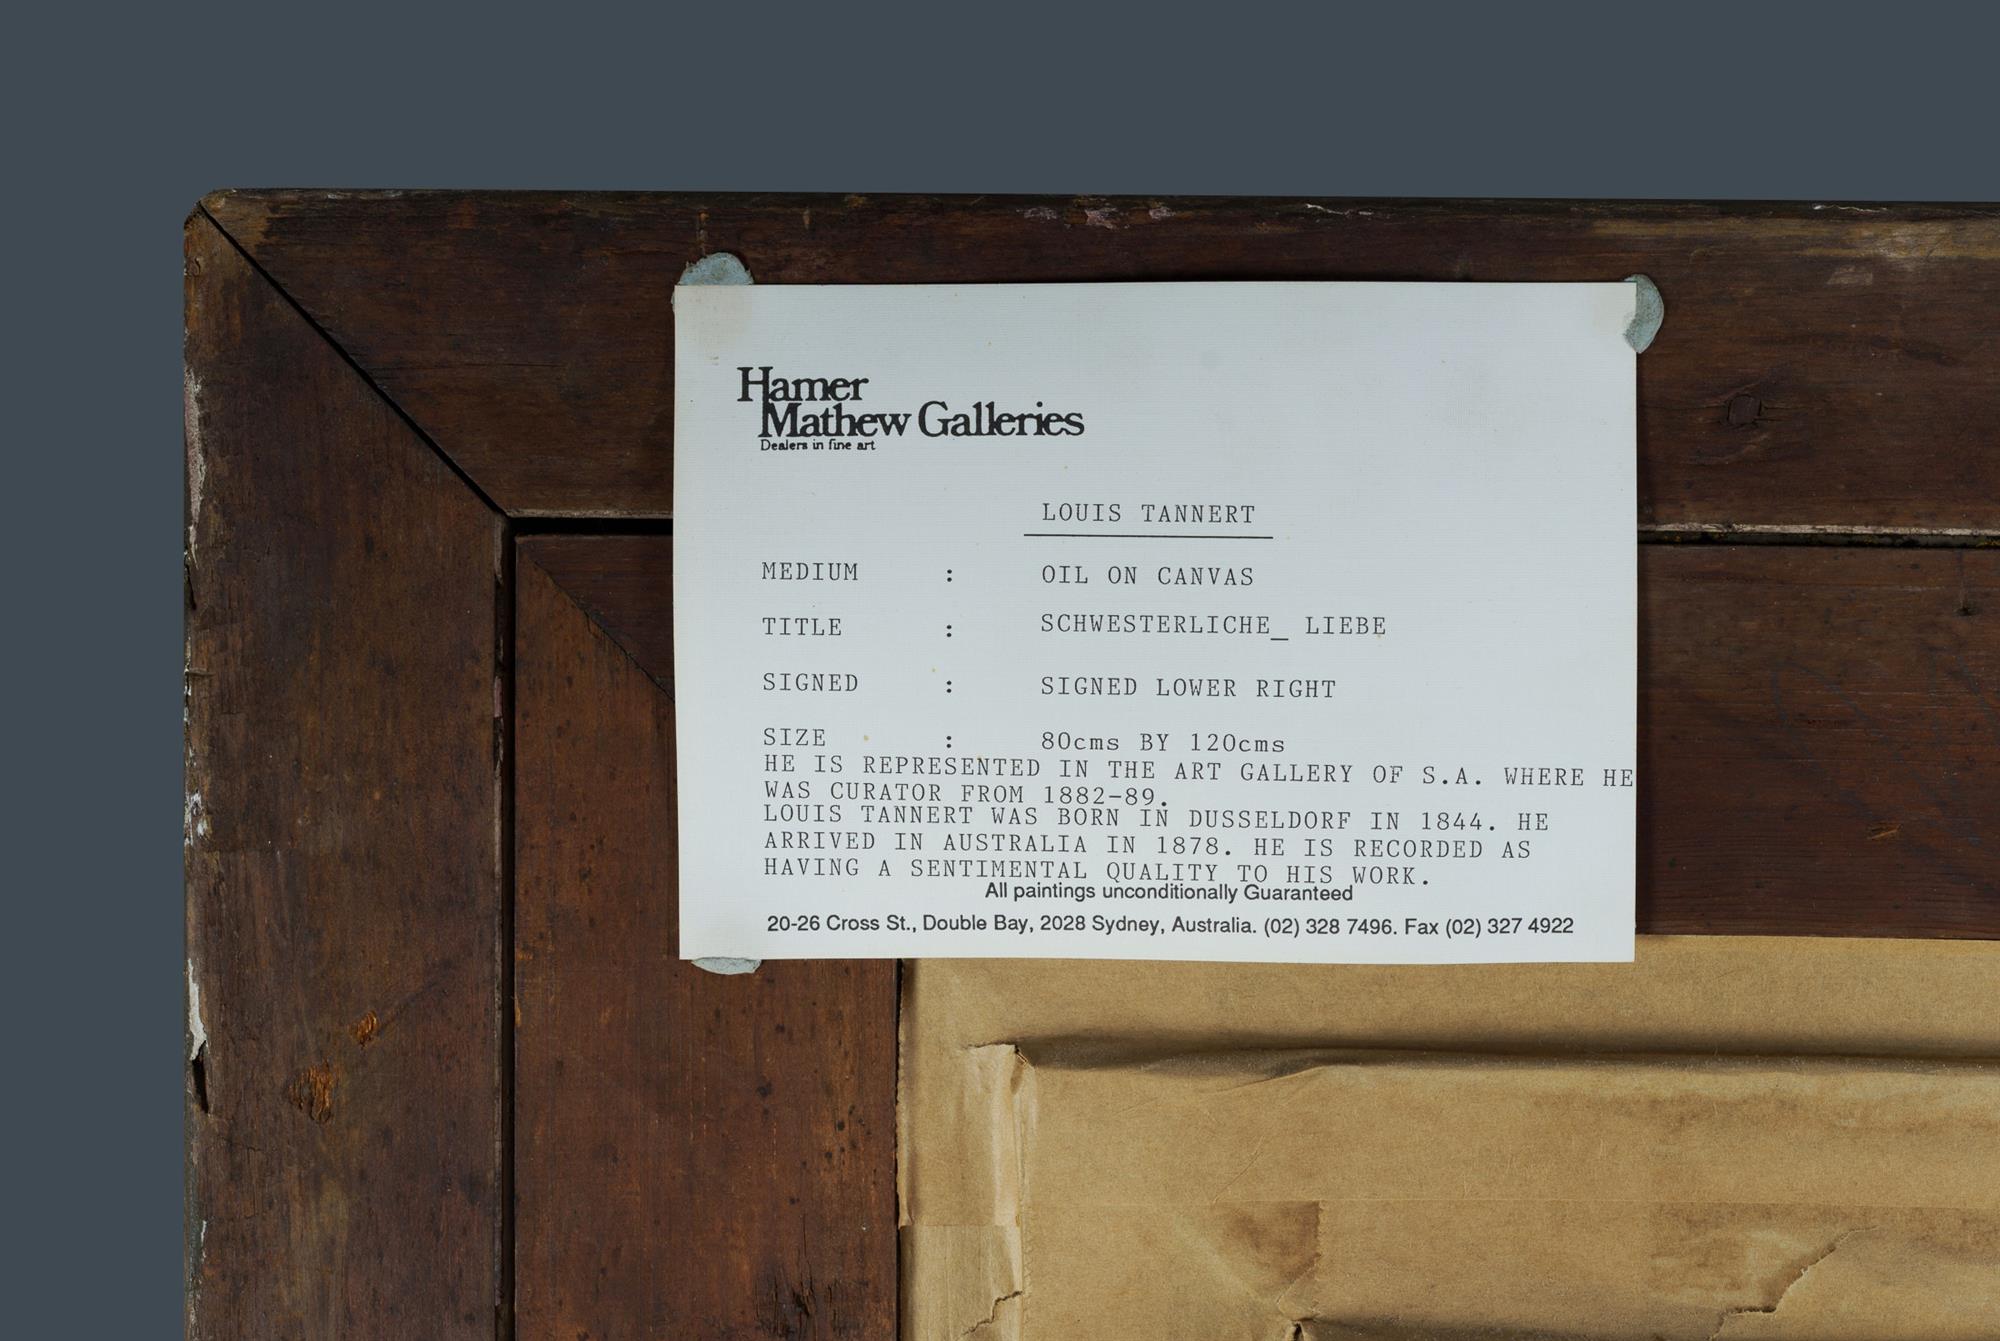 Hamer
Mathew Galleries
Dealers in fine art
LOUIS TANNERT
MEDIUM : OIL ON CANVAS
TITLE : SCHWESTERLICHE_ LIEBE
SIGNED : SIGNED LOWER RIGHT
SIZE : 80cms BY 120cms
HE IS REPRESENTED IN THE ART GALLERY OF S.A. WHERE HE
WAS CURATOR FROM 1882-89.
LOUIS TANNERT WAS BORN IN DUSSELDORF IN 1844. HE
ARRIVED IN AUSTRALIA IN 1878. HE IS RECORDED AS
HAVING A SENTIMENTAL QUALITY TO HIS WORK.
All paintings unconditionally Guaranteed
20-26 Cross St., Double Bay, 2028 Sydney, Australia. (02) 328 7496. Fax (02) 327 4922